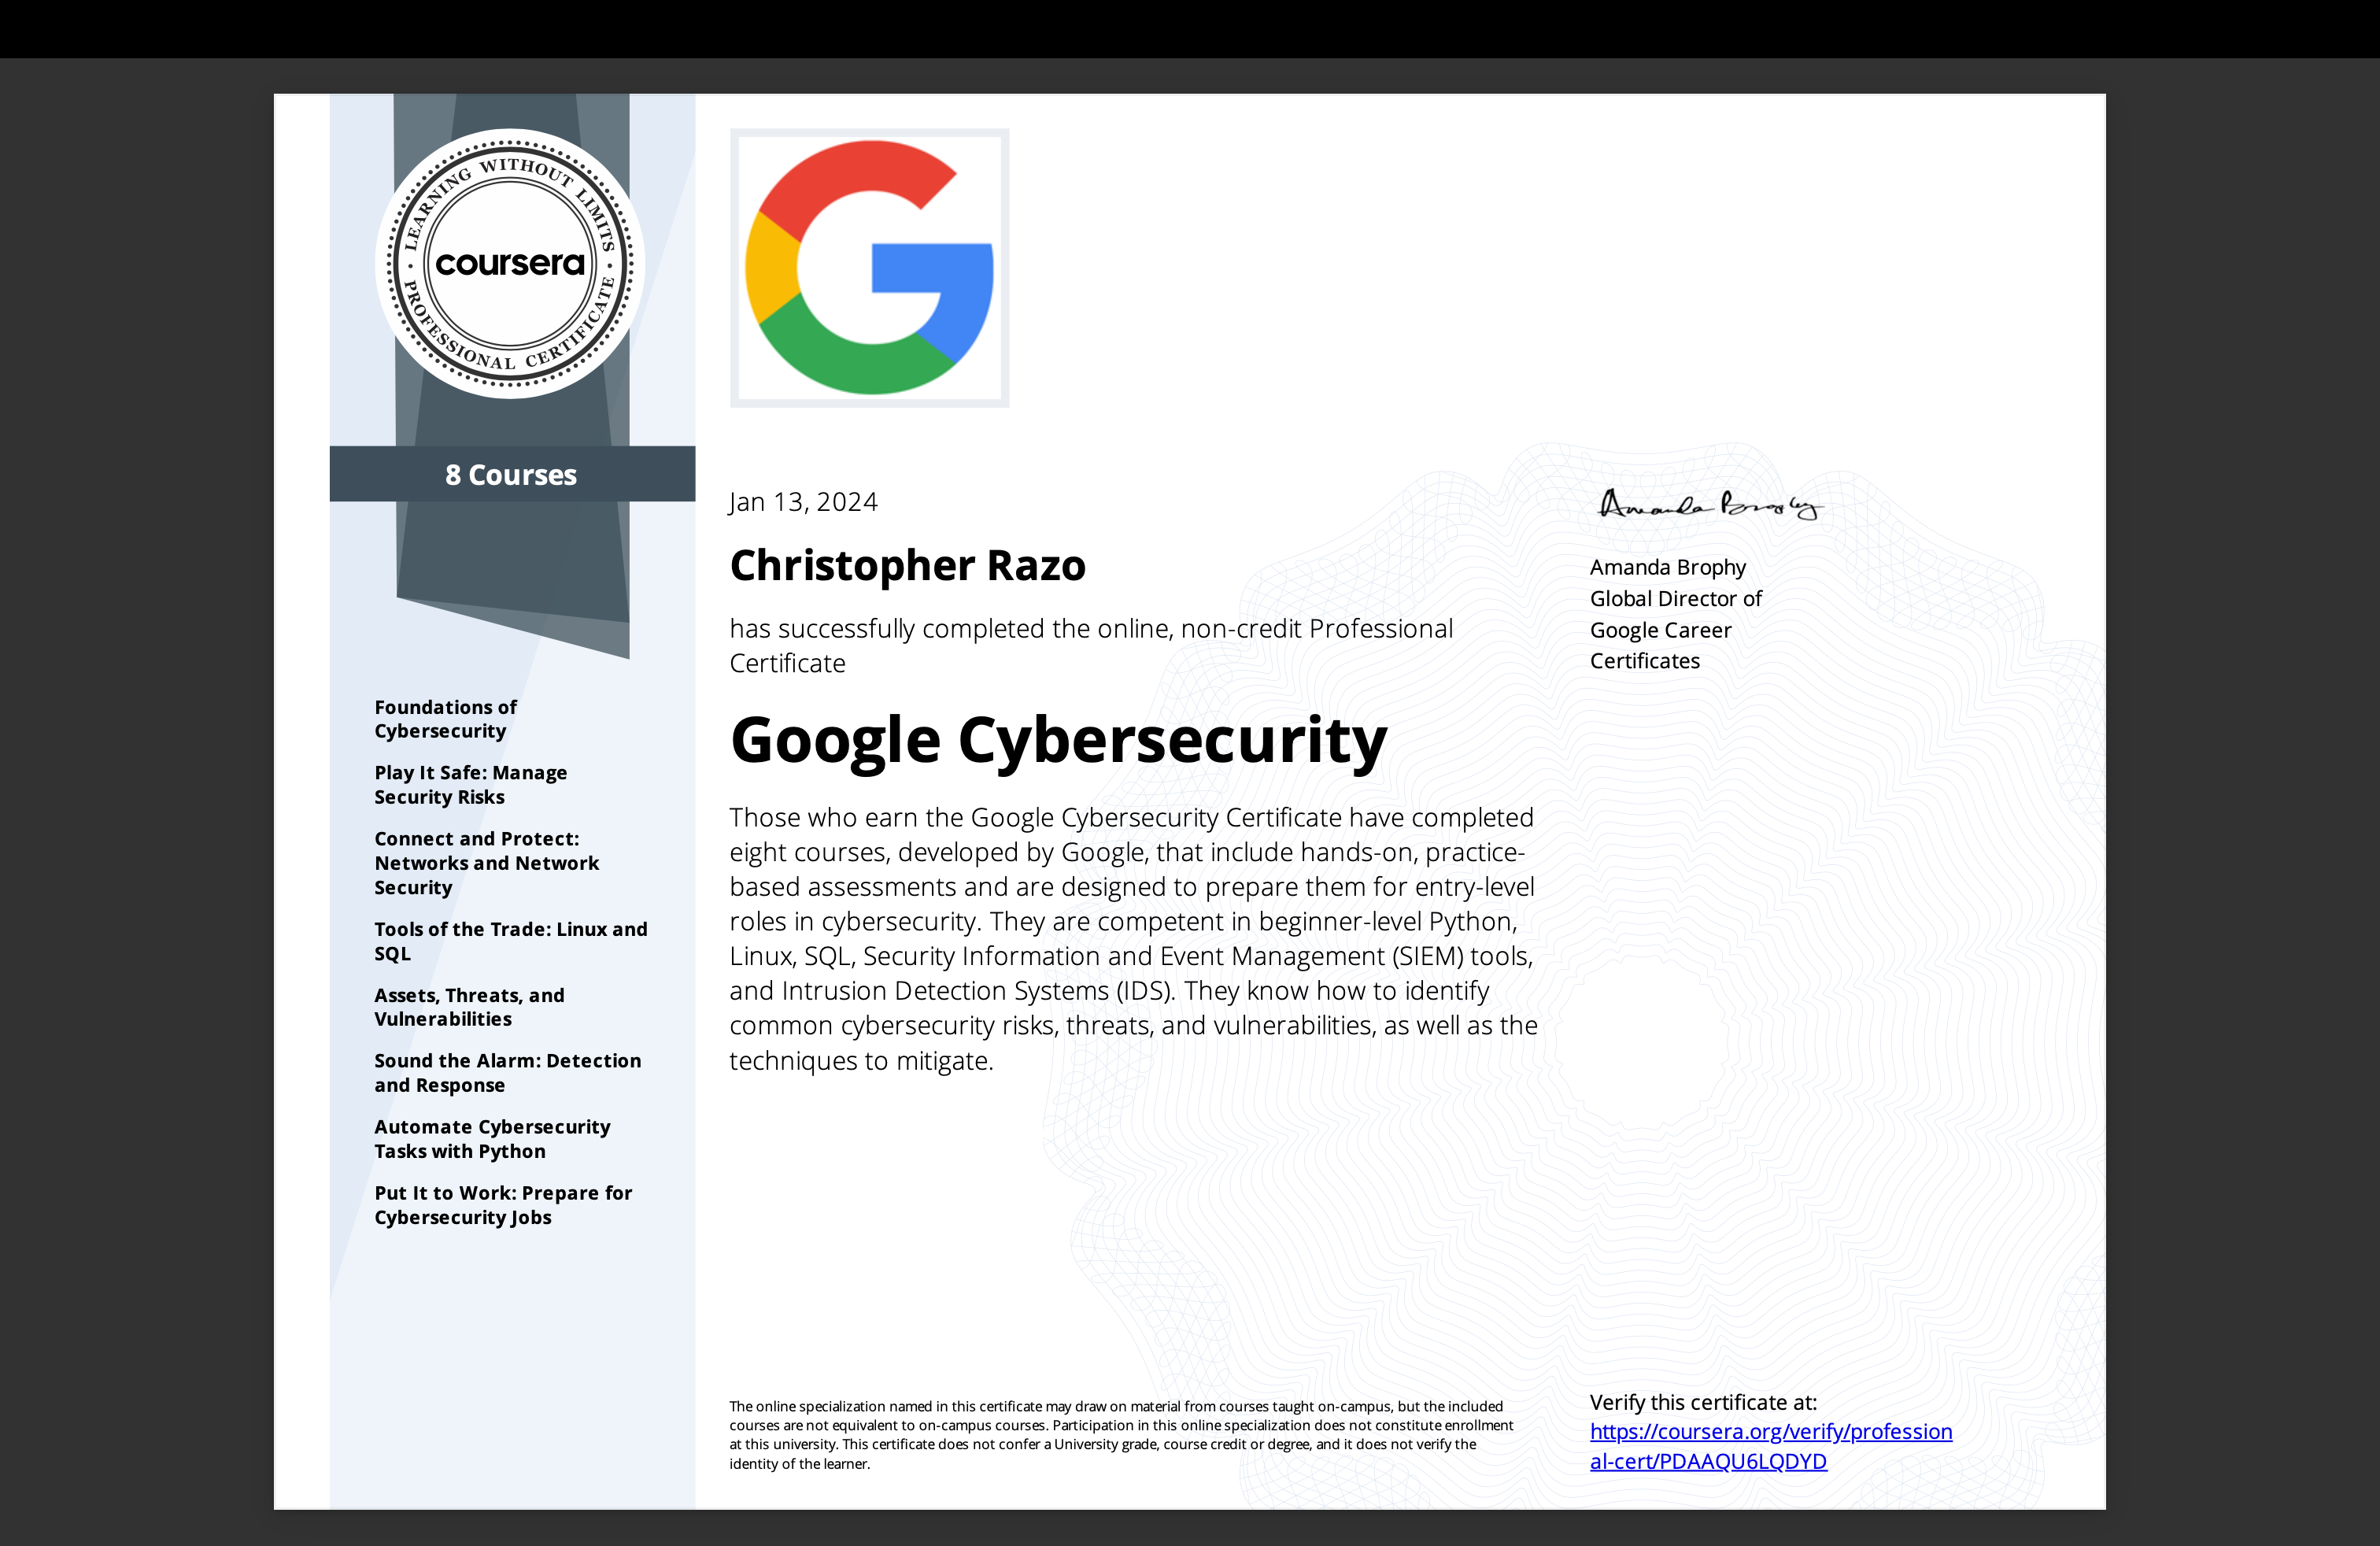 LEARNING WITHOUT LIMITS
coursera
PROFESSIONAL CERTIFICATE
8 Courses
Foundations of
Cybersecurity
Play It Safe: Manage
Security Risks
Connect and Protect:
Networks and Network
Security
Tools of the Trade: Linux and
SQL
Assets, Threats, and
Vulnerabilities
Sound the Alarm: Detection
and Response
Automate Cybersecurity
Tasks with Python
Put It to Work: Prepare for
Cybersecurity Jobs
G
Jan 13, 2024
Christopher Razo
has successfully completed the online, non-credit Professional
Certificate
Google Cybersecurity
Those who earn the Google Cybersecurity Certificate have completed
eight courses, developed by Google, that include hands-on, practice-
based assessments and are designed to prepare them for entry-level
roles in cybersecurity. They are competent in beginner-level Python,
Linux, SQL, Security Information and Event Management (SIEM) tools,
and Intrusion Detection Systems (IDS). They know how to identify
common cybersecurity risks, threats, and vulnerabilities, as well as the
techniques to mitigate.
Amanda Brophy
Amanda Brophy
Global Director of
Google Career
Certificates
The online specialization named in this certificate may draw on material from courses taught on-campus, but the included
courses are not equivalent to on-campus courses. Participation in this online specialization does not constitute enrollment
at this university. This certificate does not confer a University grade, course credit or degree, and it does not verify the
identity of the learner.
Verify this certificate at:
https://coursera.org/verify/profession
al-cert/PDAAQU6LQDYD